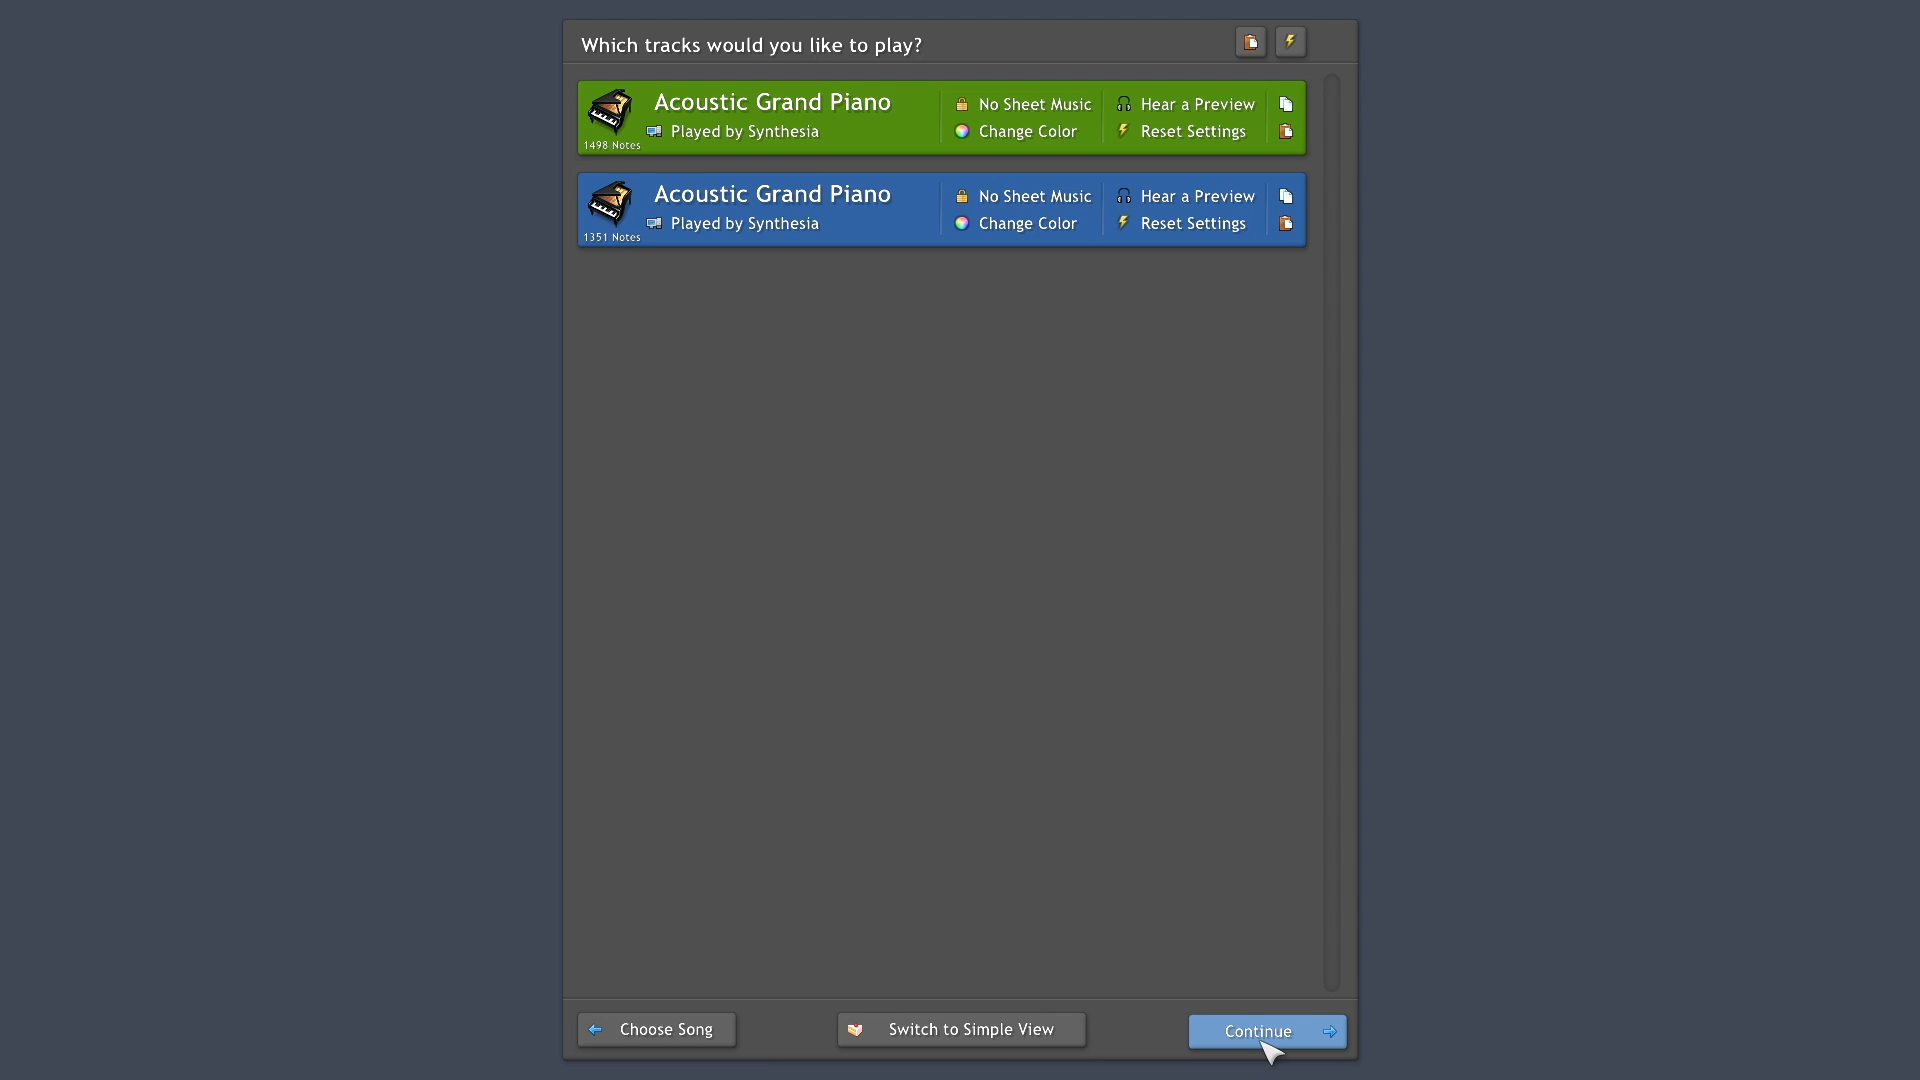 Which tracks would you like to play?
Acoustic Grand Piano
No Sheet Music
Hear a Preview
Played by Synthesia
Change Color
Reset Settings
1498 Notes
Acoustic Grand Piano
No Sheet Music
Hear a Preview
Played by Synthesia
Change Color
Reset Settings
1351 Notes
Choose Song
Switch to Simple View
Continue